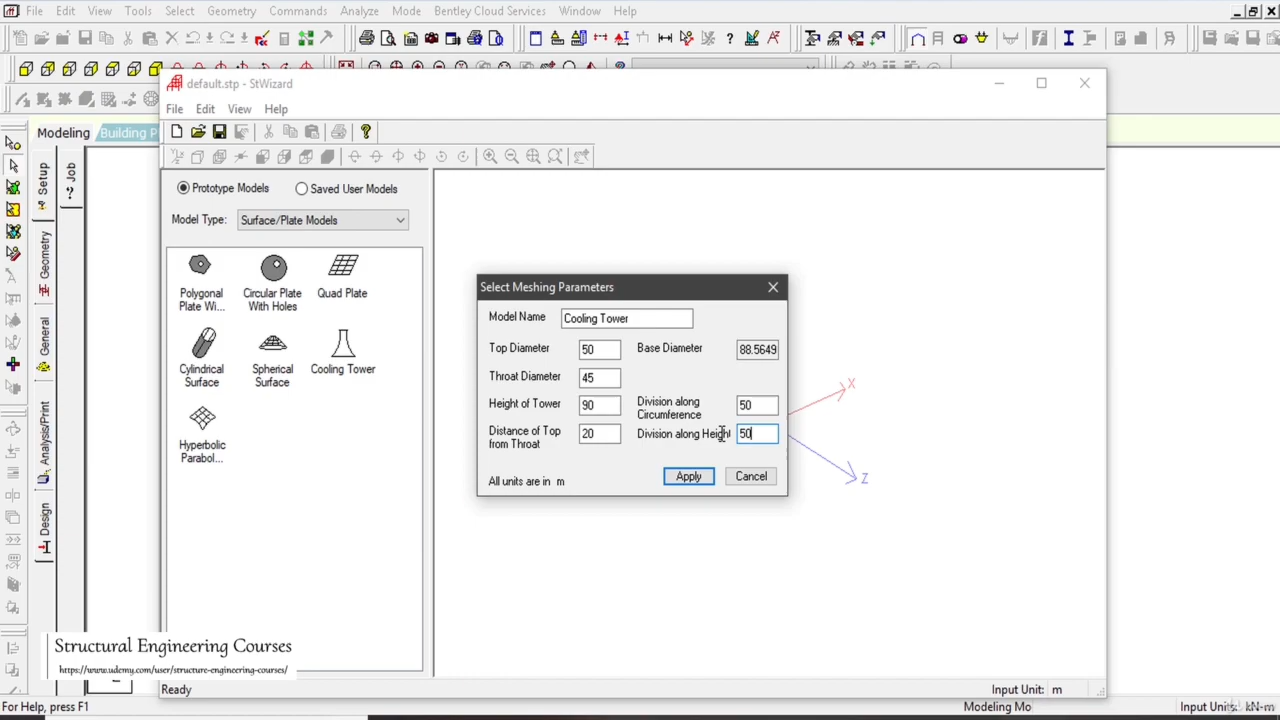 File Edit View Tools Select Geometry Commands Analyze Mode Bentley Cloud Services Window Help
default.stp - StWizard
File Edit View Help
Modeling Building P
Setup
Job
Geometry
General
Analysis/Print
Design
Prototype Models Saved User Models
Model Type: Surface/Plate Models
Polygonal Plate Wi...
Circular Plate With Holes
Quad Plate
Cylindrical Surface
Spherical Surface
Cooling Tower
Hyperbolic Parabol...
Select Meshing Parameters
Model Name Cooling Tower
Top Diameter 50 Base Diameter 88.5649
Throat Diameter 45
Height of Tower 90 Division along Circumference 50
Distance of Top from Throat 20 Division along Height 50
All units are in m Apply Cancel
X
Z
Structural Engineering Courses
https://www.udemy.com/user/structure-engineering-courses/
Ready Input Unit: m
For Help, press F1 Modeling Mo Input Units: kN-m